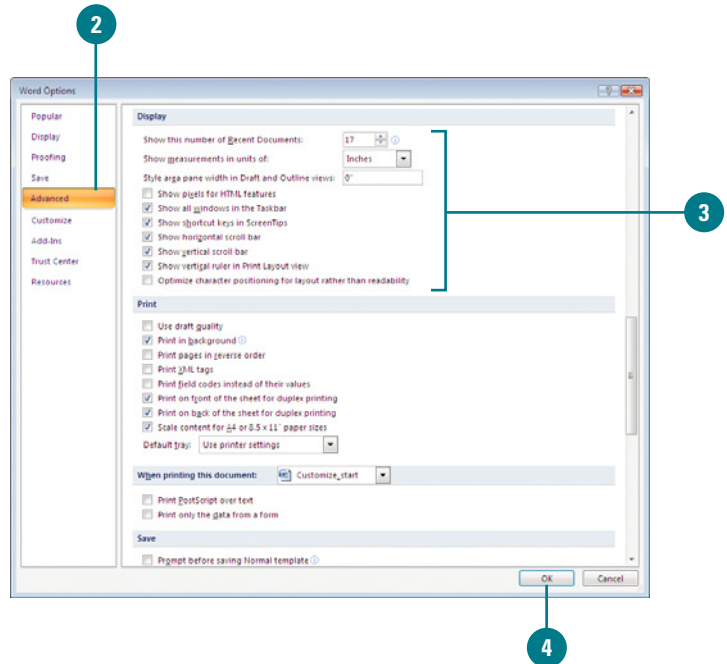 2
Word Options
Popular
Display
Proofing
Save
Advanced
Customize
Add-Ins
Trust Center
Resources
Display
Show this number of Recent Documents: 17
Show measurements in units of: Inches
Style area pane width in Draft and Outline views: 0"
Show pixels for HTML features
Show all windows in the Taskbar
Show shortcut keys in ScreenTips
Show horizontal scroll bar
Show vertical scroll bar
Show vertical ruler in Print Layout view
Optimize character positioning for layout rather than readability
3
Print
Use draft quality
Print in background
Print pages in reverse order
Print XML tags
Print field codes instead of their values
Print on front of the sheet for duplex printing
Print on back of the sheet for duplex printing
Scale content for A4 or 8.5 x 11" paper sizes
Default tray: Use printer settings
When printing this document: Customize_start
Print PostScript over text
Print only the data from a form
Save
Prompt before saving Normal template
OK Cancel
4